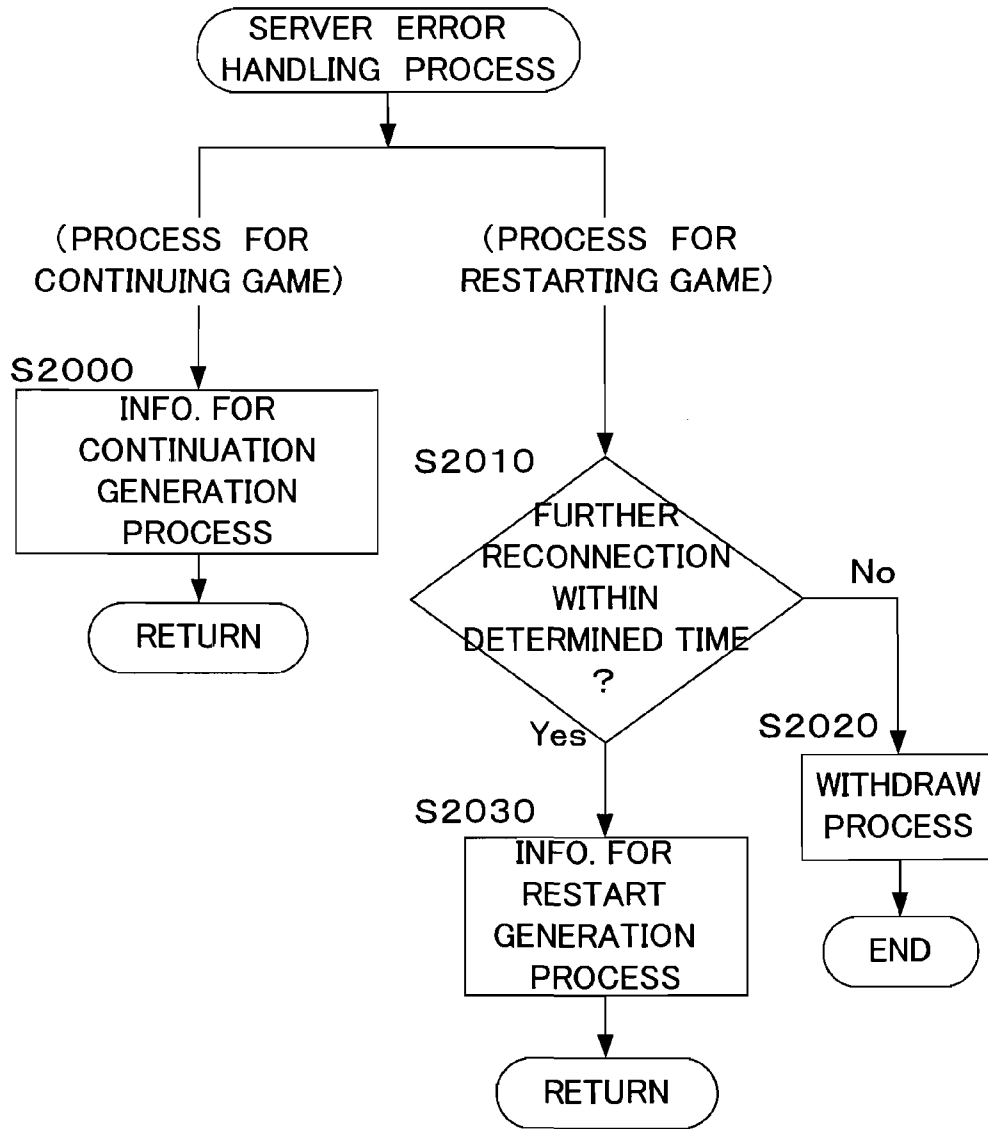 SERVER ERROR
HANDLING PROCESS
(PROCESS FOR
CONTINUING GAME)
(PROCESS FOR
RESTARTING GAME)
S2000
INFO. FOR
CONTINUATION
GENERATION
PROCESS
RETURN
S2010
FURTHER
RECONNECTION
WITHIN
DETERMINED TIME
?
No
Yes
S2020
WITHDRAW
PROCESS
END
S2030
INFO. FOR
RESTART
GENERATION
PROCESS
RETURN